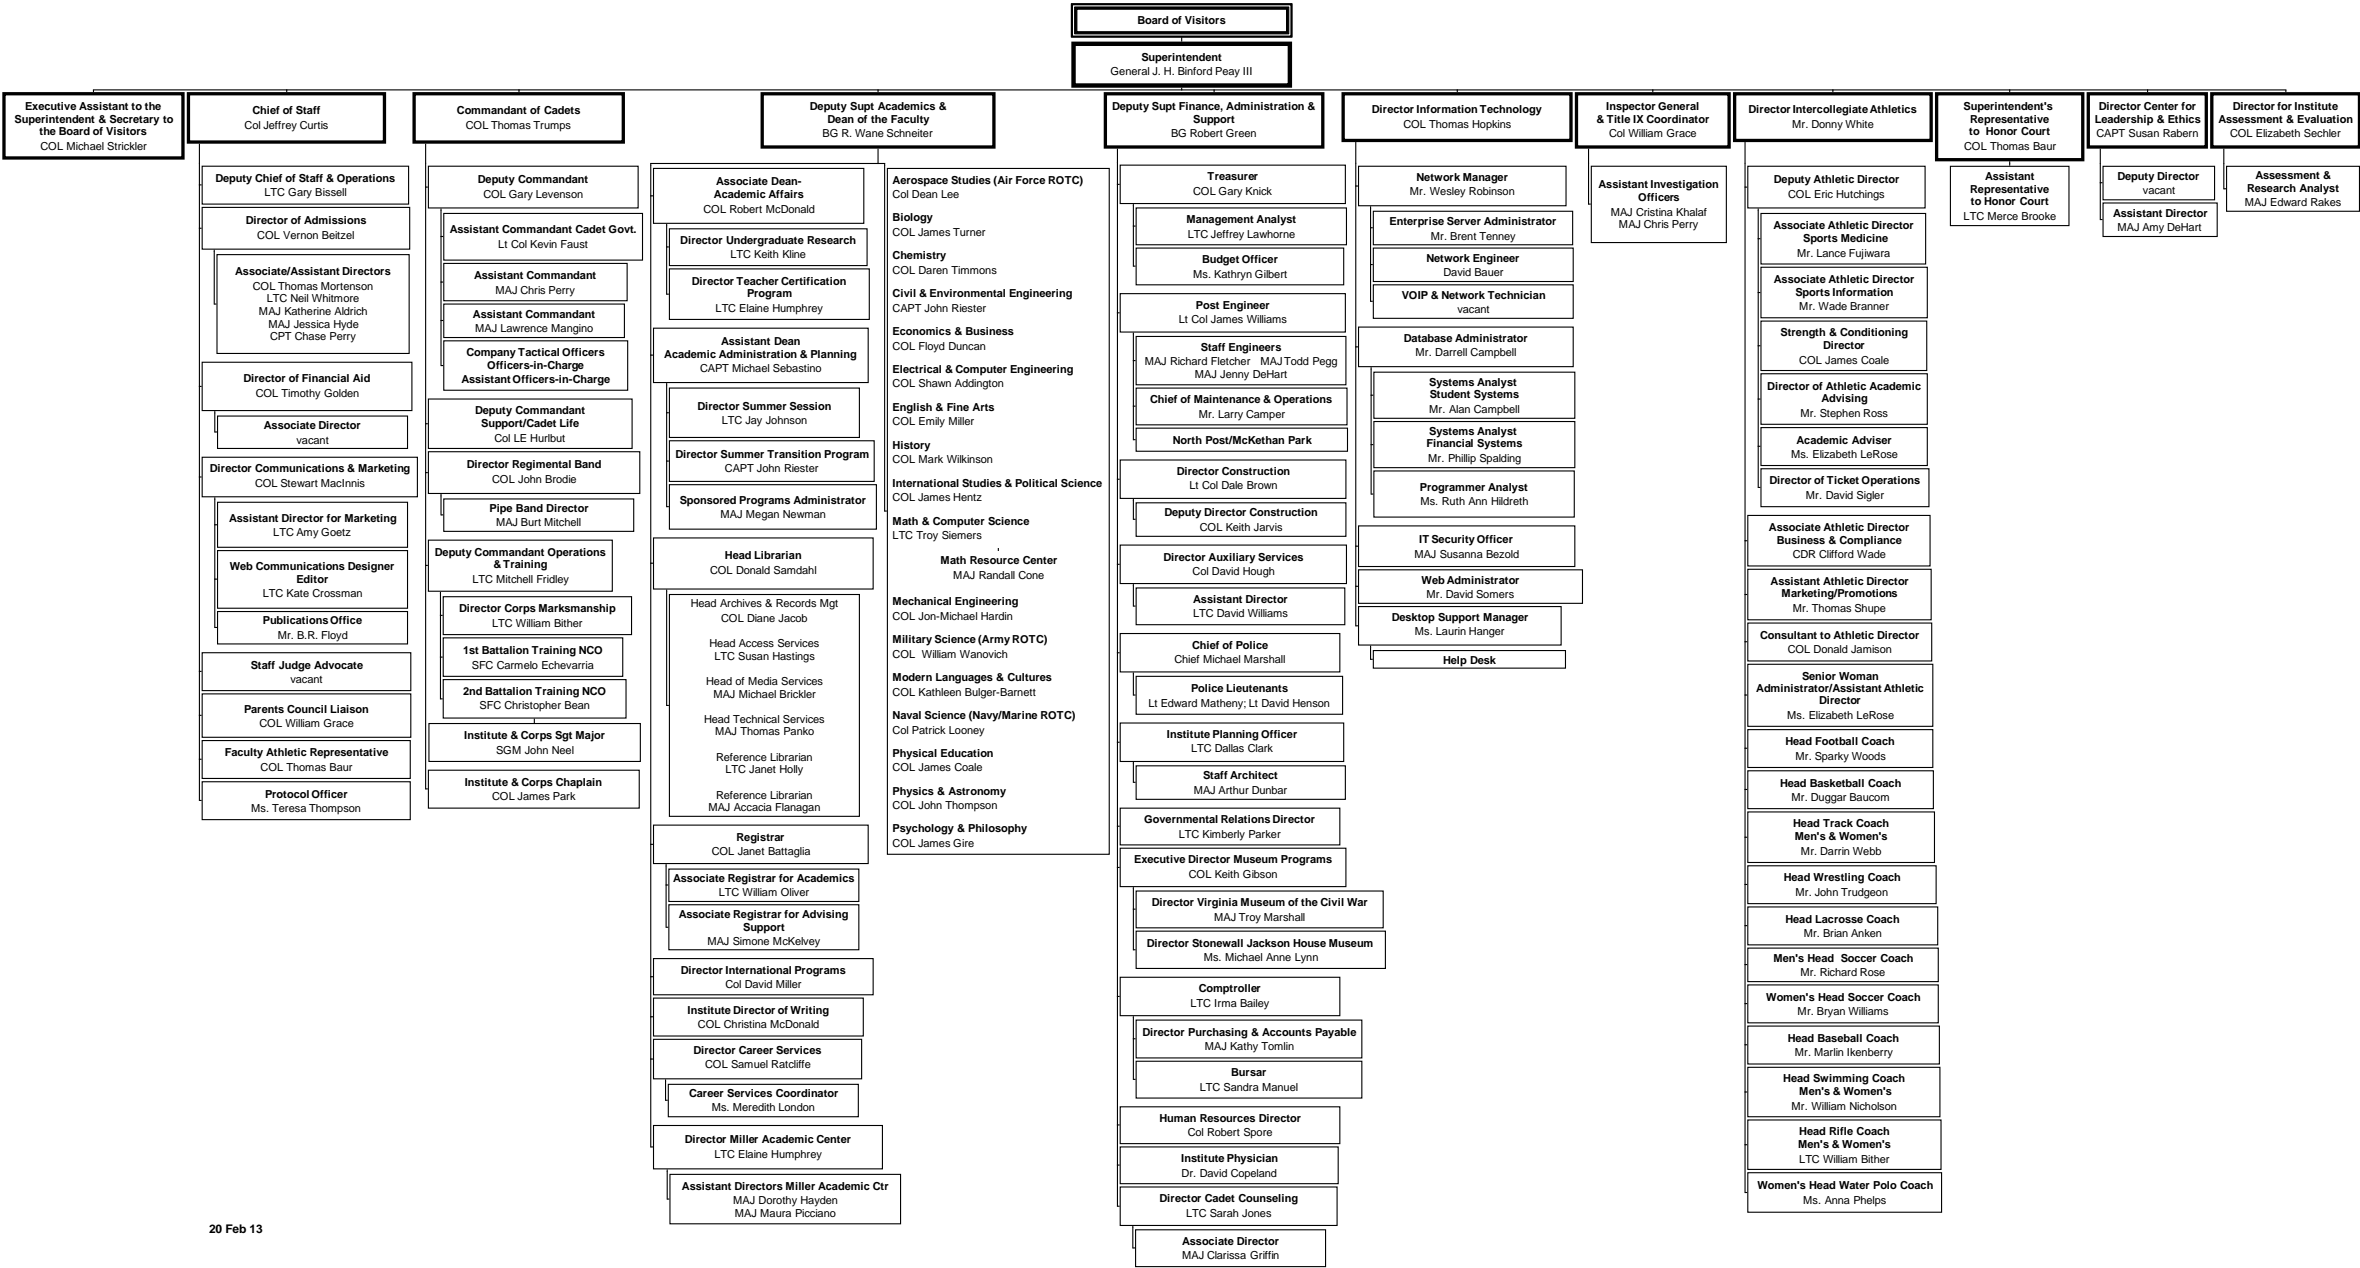 Board of Visitors
Superintendent
General J. H. Binford Peay III
Executive Assistant to the
Superintendent & Secretary to
the Board of Visitors
COL Michael Strickler
Chief of Staff
Col Jeffrey Curtis
Deputy Chief of Staff & Operations
LTC Gary Bissell
Director of Admissions
COL Vernon Beitzel
Associate/Assistant Directors
COL Thomas Mortenson
LTC Neil Whitmore
MAJ Katherine Aldrich
MAJ Jessica Hyde
CPT Chase Perry
Director of Financial Aid
COL Timothy Golden
Associate Director
vacant
Director Communications & Marketing
COL Stewart MacInnis
Assistant Director for Marketing
LTC Amy Goetz
Web Communications Designer
Editor
LTC Kate Crossman
Publications Office
Mr. B.R. Floyd
Staff Judge Advocate
vacant
Parents Council Liaison
COL William Grace
Faculty Athletic Representative
COL Thomas Baur
Protocol Officer
Ms. Teresa Thompson
Commandant of Cadets
COL Thomas Trumps
Deputy Commandant
COL Gary Levenson
Assistant Commandant Cadet Govt.
Lt Col Kevin Faust
Assistant Commandant
MAJ Chris Perry
Assistant Commandant
MAJ Lawrence Mangino
Company Tactical Officers
Officers-in-Charge
Assistant Officers-in-Charge
Deputy Commandant
Support/Cadet Life
Col LE Hurlbut
Director Regimental Band
COL John Brodie
Pipe Band Director
MAJ Burt Mitchell
Deputy Commandant Operations
& Training
LTC Mitchell Fridley
Director Corps Marksmanship
LTC William Bither
1st Battalion Training NCO
SFC Carmelo Echevarria
2nd Battalion Training NCO
SFC Christopher Bean
Institute & Corps Sgt Major
SGM John Neel
Institute & Corps Chaplain
COL James Park
Deputy Supt Academics &
Dean of the Faculty
BG R. Wane Schneiter
Associate Dean-
Academic Affairs
COL Robert McDonald
Director Undergraduate Research
LTC Keith Kline
Director Teacher Certification
Program
LTC Elaine Humphrey
Assistant Dean
Academic Administration & Planning
CAPT Michael Sebastino
Director Summer Session
LTC Jay Johnson
Director Summer Transition Program
CAPT John Riester
Sponsored Programs Administrator
MAJ Megan Newman
Head Librarian
COL Donald Samdahl
Head Archives & Records Mgt
COL Diane Jacob
Head Access Services
LTC Susan Hastings
Head of Media Services
MAJ Michael Brickler
Head Technical Services
MAJ Thomas Panko
Reference Librarian
LTC Janet Holly
Reference Librarian
MAJ Accacia Flanagan
Registrar
COL Janet Battaglia
Associate Registrar for Academics
LTC William Oliver
Associate Registrar for Advising
Support
MAJ Simone McKelvey
Director International Programs
Col David Miller
Institute Director of Writing
COL Christina McDonald
Director Career Services
COL Samuel Ratcliffe
Career Services Coordinator
Ms. Meredith London
Director Miller Academic Center
LTC Elaine Humphrey
Assistant Directors Miller Academic Ctr
MAJ Dorothy Hayden
MAJ Maura Picciano
Aerospace Studies (Air Force ROTC)
Col Dean Lee
Biology
COL James Turner
Chemistry
COL Daren Timmons
Civil & Environmental Engineering
CAPT John Riester
Economics & Business
COL Floyd Duncan
Electrical & Computer Engineering
COL Shawn Addington
English & Fine Arts
COL Emily Miller
History
COL Mark Wilkinson
International Studies & Political Science
COL James Hentz
Math & Computer Science
LTC Troy Siemers
Math Resource Center
MAJ Randall Cone
Mechanical Engineering
COL Jon-Michael Hardin
Military Science (Army ROTC)
COL William Wanovich
Modern Languages & Cultures
COL Kathleen Bulger-Barnett
Naval Science (Navy/Marine ROTC)
Col Patrick Looney
Physical Education
COL James Coale
Physics & Astronomy
COL John Thompson
Psychology & Philosophy
COL James Gire
Deputy Supt Finance, Administration &
Support
BG Robert Green
Treasurer
COL Gary Knick
Management Analyst
LTC Jeffrey Lawhorne
Budget Officer
Ms. Kathryn Gilbert
Post Engineer
Lt Col James Williams
Staff Engineers
MAJ Richard Fletcher MAJ Todd Pegg
MAJ Jenny DeHart
Chief of Maintenance & Operations
Mr. Larry Camper
North Post/McKethan Park
Director Construction
Lt Col Dale Brown
Deputy Director Construction
COL Keith Jarvis
Director Auxiliary Services
Col David Hough
Assistant Director
LTC David Williams
Chief of Police
Chief Michael Marshall
Police Lieutenants
Lt Edward Matheny; Lt David Henson
Institute Planning Officer
LTC Dallas Clark
Staff Architect
MAJ Arthur Dunbar
Governmental Relations Director
LTC Kimberly Parker
Executive Director Museum Programs
COL Keith Gibson
Director Virginia Museum of the Civil War
MAJ Troy Marshall
Director Stonewall Jackson House Museum
Ms. Michael Anne Lynn
Comptroller
LTC Irma Bailey
Director Purchasing & Accounts Payable
MAJ Kathy Tomlin
Bursar
LTC Sandra Manuel
Human Resources Director
Col Robert Spore
Institute Physician
Dr. David Copeland
Director Cadet Counseling
LTC Sarah Jones
Associate Director
MAJ Clarissa Griffin
Director Information Technology
COL Thomas Hopkins
Network Manager
Mr. Wesley Robinson
Enterprise Server Administrator
Mr. Brent Tenney
Network Engineer
David Bauer
VOIP & Network Technician
vacant
Database Administrator
Mr. Darrell Campbell
Systems Analyst
Student Systems
Mr. Alan Campbell
Systems Analyst
Financial Systems
Mr. Phillip Spalding
Programmer Analyst
Ms. Ruth Ann Hildreth
IT Security Officer
MAJ Susanna Bezold
Web Administrator
Mr. David Somers
Desktop Support Manager
Ms. Laurin Hanger
Help Desk
Inspector General
& Title IX Coordinator
Col William Grace
Assistant Investigation
Officers
MAJ Cristina Khalaf
MAJ Chris Perry
Director Intercollegiate Athletics
Mr. Donny White
Deputy Athletic Director
COL Eric Hutchings
Associate Athletic Director
Sports Medicine
Mr. Lance Fujiwara
Associate Athletic Director
Sports Information
Mr. Wade Branner
Strength & Conditioning
Director
COL James Coale
Director of Athletic Academic
Advising
Mr. Stephen Ross
Academic Adviser
Ms. Elizabeth LeRose
Director of Ticket Operations
Mr. David Sigler
Associate Athletic Director
Business & Compliance
CDR Clifford Wade
Assistant Athletic Director
Marketing/Promotions
Mr. Thomas Shupe
Consultant to Athletic Director
COL Donald Jamison
Senior Woman
Administrator/Assistant Athletic
Director
Ms. Elizabeth LeRose
Head Football Coach
Mr. Sparky Woods
Head Basketball Coach
Mr. Duggar Baucom
Head Track Coach
Men's & Women's
Mr. Darrin Webb
Head Wrestling Coach
Mr. John Trudgeon
Head Lacrosse Coach
Mr. Brian Anken
Men's Head Soccer Coach
Mr. Richard Rose
Women's Head Soccer Coach
Mr. Bryan Williams
Head Baseball Coach
Mr. Marlin Ikenberry
Head Swimming Coach
Men's & Women's
Mr. William Nicholson
Head Rifle Coach
Men's & Women's
LTC William Bither
Women's Head Water Polo Coach
Ms. Anna Phelps
Superintendent's
Representative
to Honor Court
COL Thomas Baur
Assistant
Representative
to Honor Court
LTC Merce Brooke
Director Center for
Leadership & Ethics
CAPT Susan Rabern
Deputy Director
vacant
Assistant Director
MAJ Amy DeHart
Director for Institute
Assessment & Evaluation
COL Elizabeth Sechler
Assessment &
Research Analyst
MAJ Edward Rakes
20 Feb 13